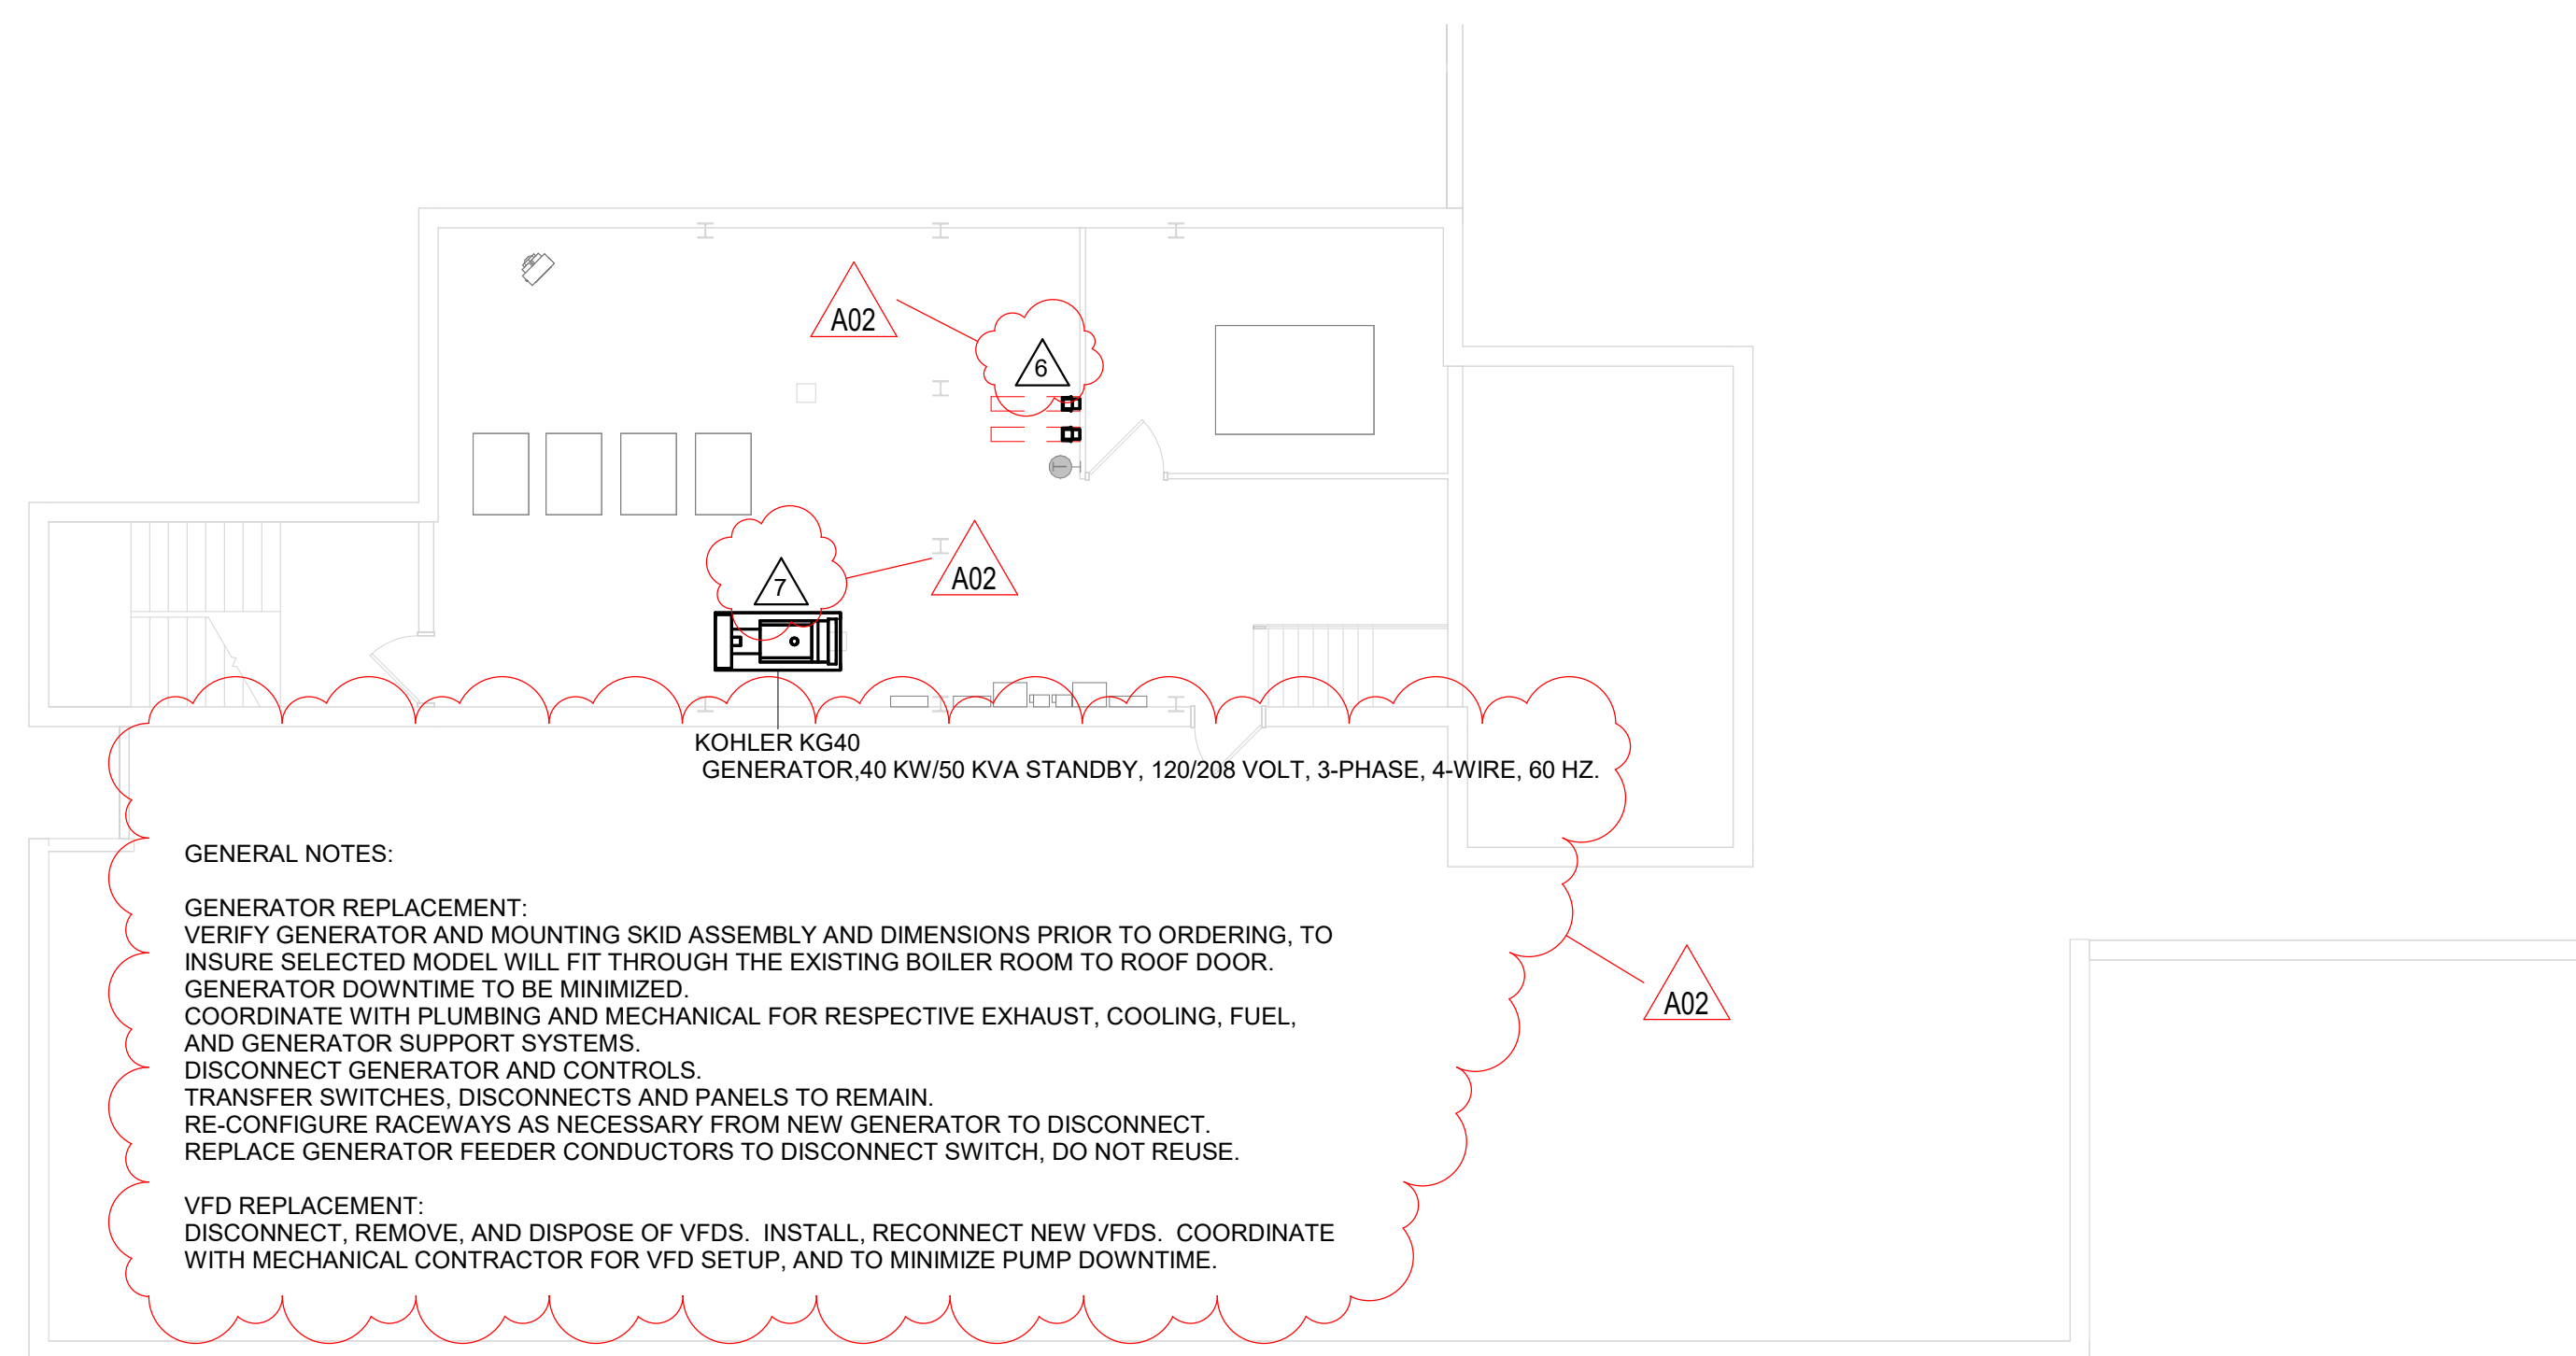 A02
6
7
A02
KOHLER KG40
GENERATOR,40 KW/50 KVA STANDBY, 120/208 VOLT, 3-PHASE, 4-WIRE, 60 HZ.
GENERAL NOTES:
GENERATOR REPLACEMENT:
VERIFY GENERATOR AND MOUNTING SKID ASSEMBLY AND DIMENSIONS PRIOR TO ORDERING, TO
INSURE SELECTED MODEL WILL FIT THROUGH THE EXISTING BOILER ROOM TO ROOF DOOR.
GENERATOR DOWNTIME TO BE MINIMIZED.
COORDINATE WITH PLUMBING AND MECHANICAL FOR RESPECTIVE EXHAUST, COOLING, FUEL,
AND GENERATOR SUPPORT SYSTEMS.
DISCONNECT GENERATOR AND CONTROLS.
TRANSFER SWITCHES, DISCONNECTS AND PANELS TO REMAIN.
RE-CONFIGURE RACEWAYS AS NECESSARY FROM NEW GENERATOR TO DISCONNECT.
REPLACE GENERATOR FEEDER CONDUCTORS TO DISCONNECT SWITCH, DO NOT REUSE.
VFD REPLACEMENT:
DISCONNECT, REMOVE, AND DISPOSE OF VFDS.  INSTALL, RECONNECT NEW VFDS.  COORDINATE
WITH MECHANICAL CONTRACTOR FOR VFD SETUP, AND TO MINIMIZE PUMP DOWNTIME.
A02